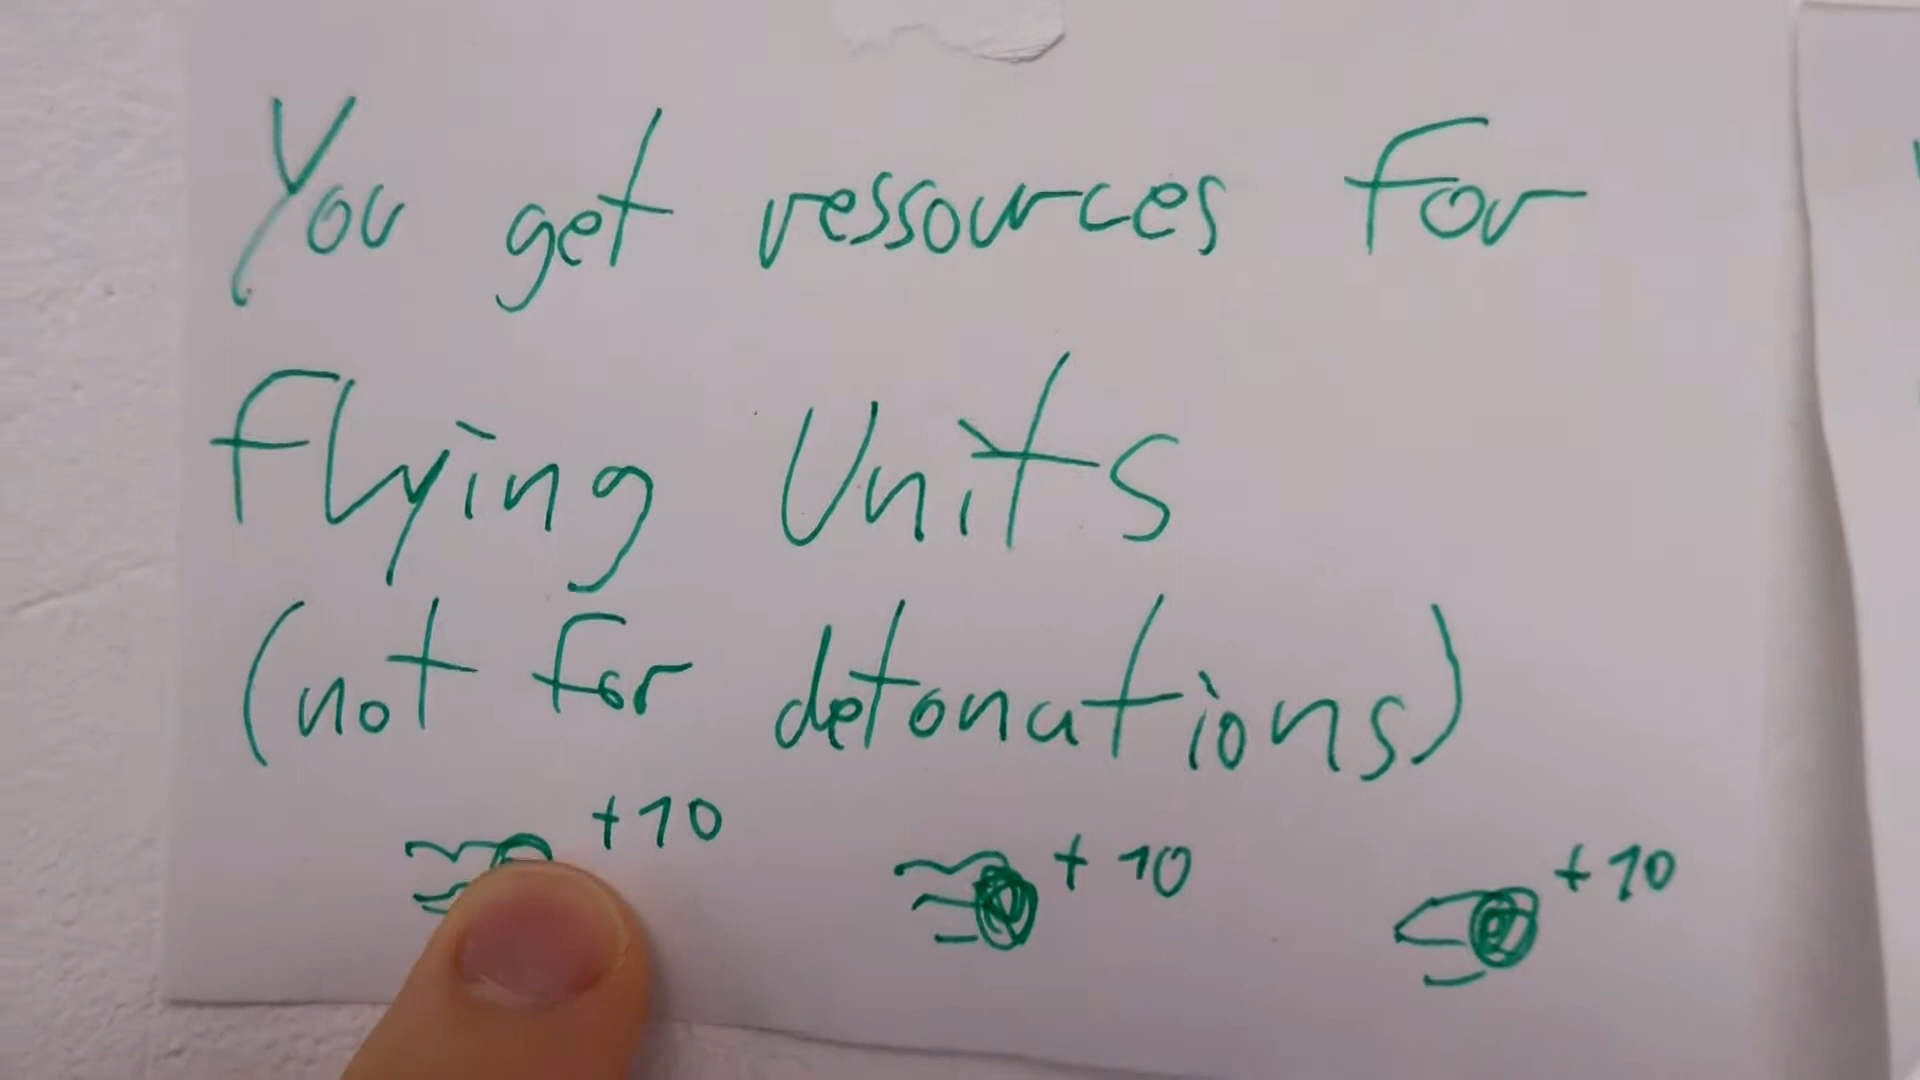 You get ressources for
flying Units
(not for detonations)
+10 +10 +10